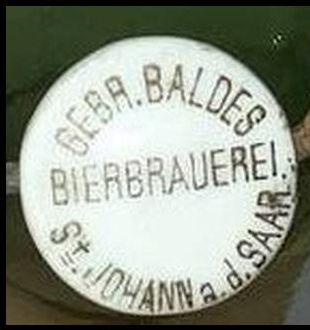 GEBR. BALDES
BIERBRAUEREI.
St. JOHANN a. d. SAAR.